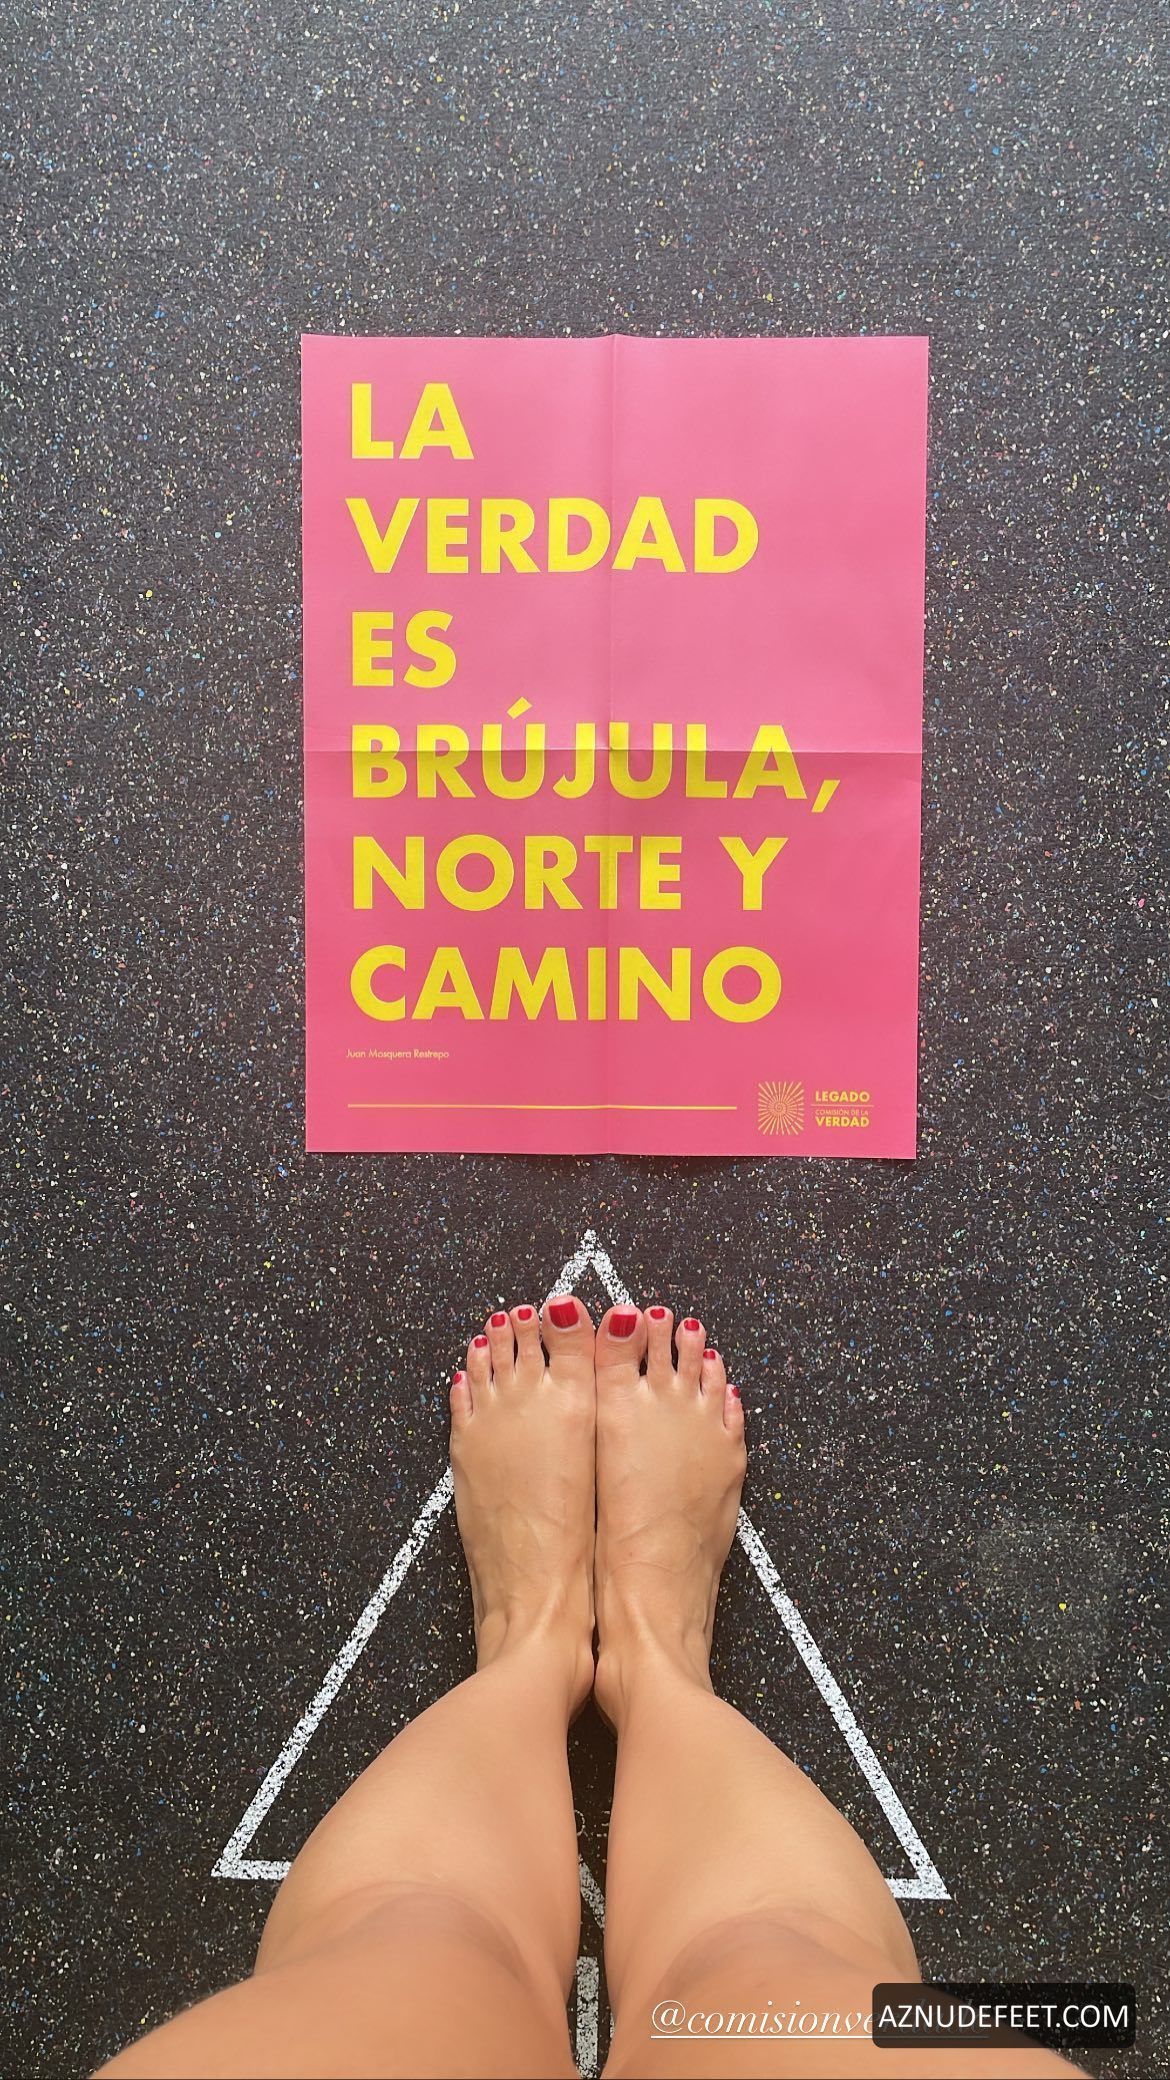 LA
VERDAD
ES
BRÚJULA,
NORTE Y
CAMINO
Juan Mosquera Restrepo
LEGADO
COMISIÓN DE LA
VERDAD
AZNUDEFEET.COM